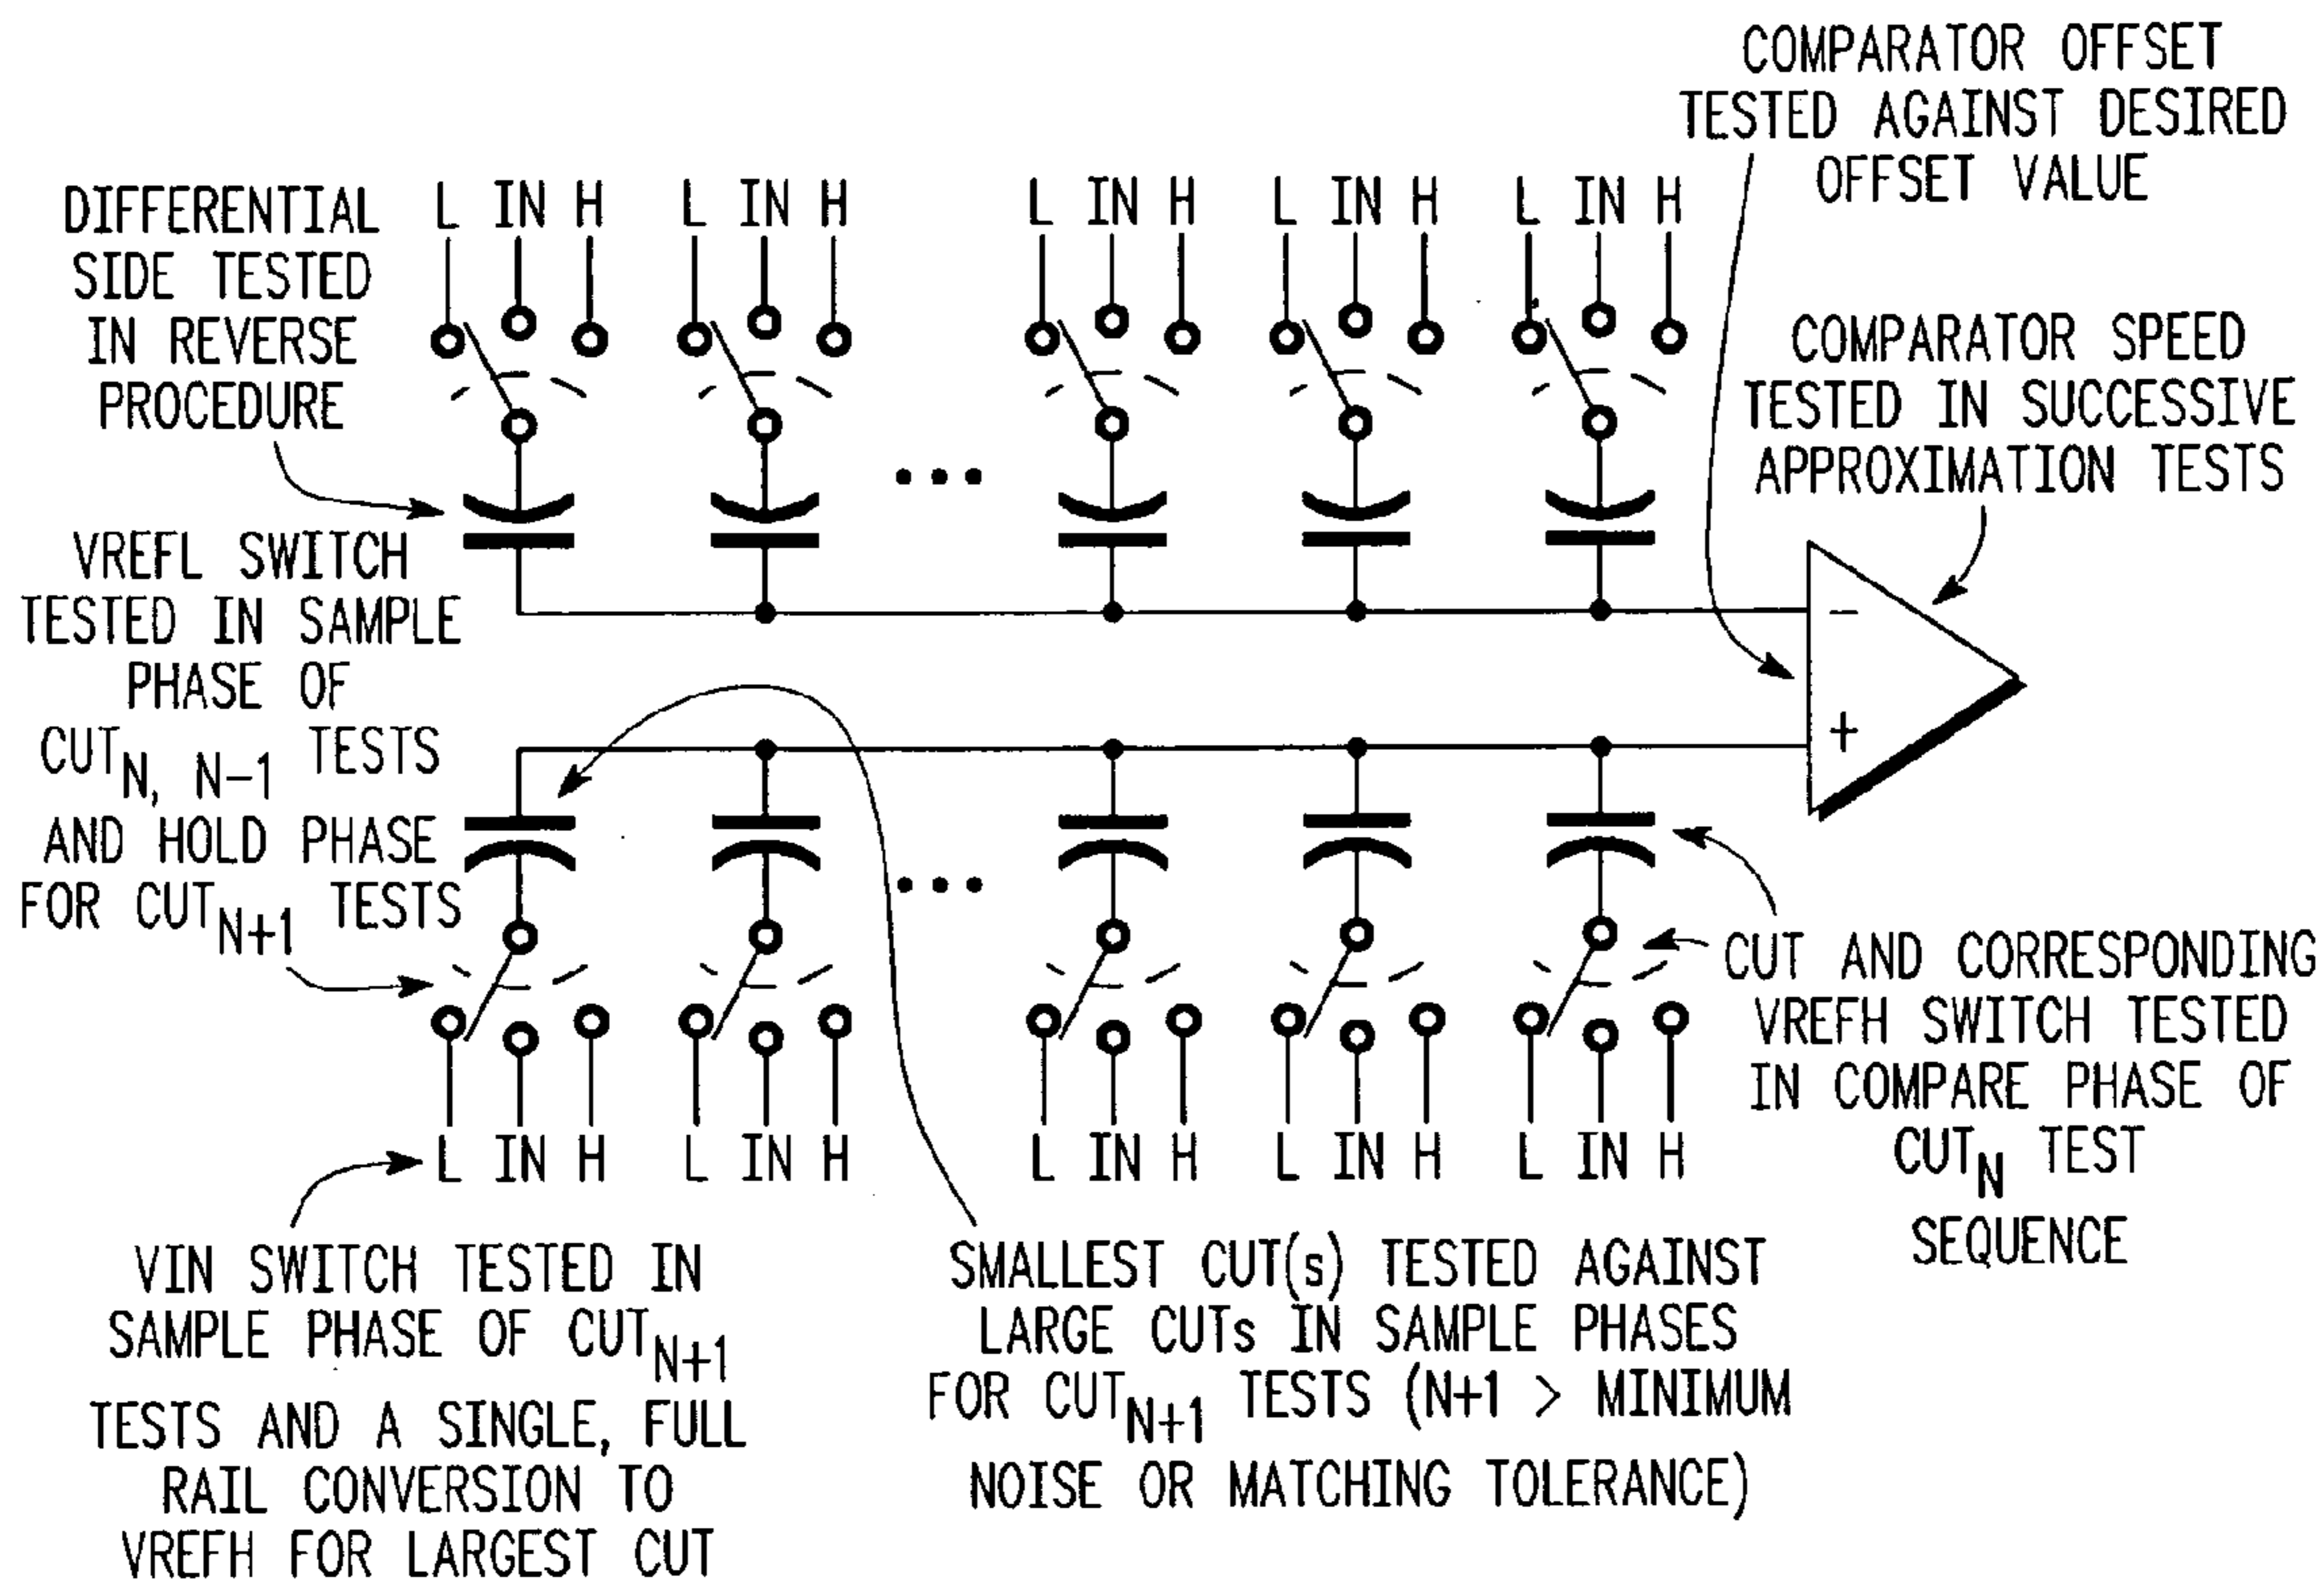 COMPARATOR OFFSET
TESTED AGAINST DESIRED
OFFSET VALUE
DIFFERENTIAL
SIDE TESTED
IN REVERSE
PROCEDURE
L IN H L IN H L IN H L IN H L IN H
COMPARATOR SPEED
TESTED IN SUCCESSIVE
APPROXIMATION TESTS
•••
VREFL SWITCH
TESTED IN SAMPLE
PHASE OF
CUTN, N-1 TESTS
AND HOLD PHASE
FOR CUTN+1 TESTS
−
+
•••
CUT AND CORRESPONDING
VREFH SWITCH TESTED
IN COMPARE PHASE OF
CUTN TEST
SEQUENCE
L IN H L IN H L IN H L IN H L IN H
VIN SWITCH TESTED IN
SAMPLE PHASE OF CUTN+1
TESTS AND A SINGLE, FULL
RAIL CONVERSION TO
VREFH FOR LARGEST CUT
SMALLEST CUT(s) TESTED AGAINST
LARGE CUTs IN SAMPLE PHASES
FOR CUTN+1 TESTS (N+1 > MINIMUM
NOISE OR MATCHING TOLERANCE)